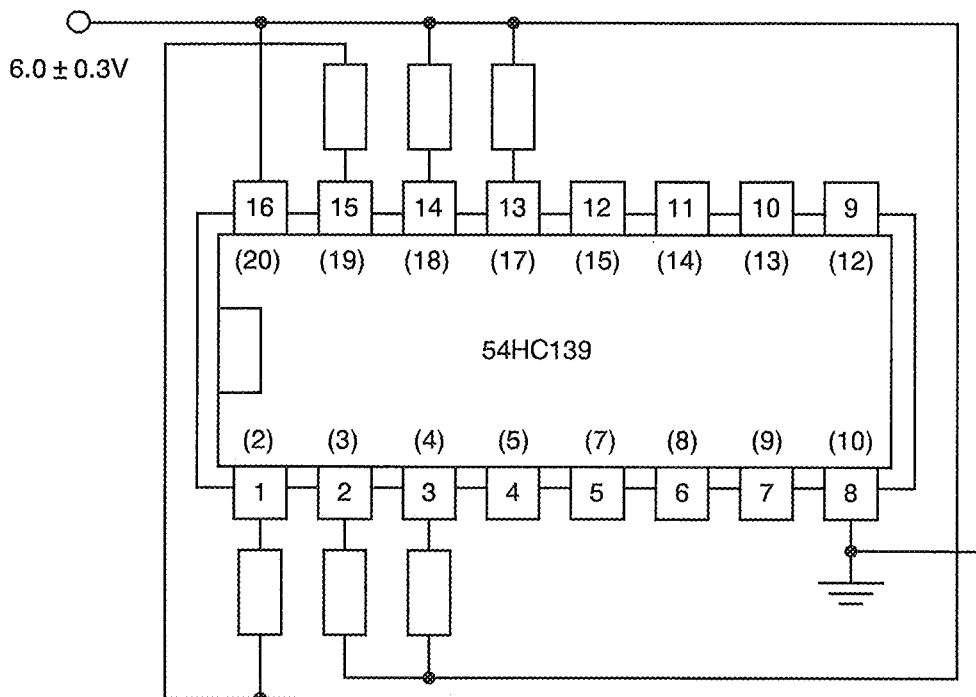 6.0 ± 0.3V
16 15 14 13 12 11 10 9
(20) (19) (18) (17) (15) (14) (13) (12)
54HC139
(2) (3) (4) (5) (7) (8) (9) (10)
1 2 3 4 5 6 7 8